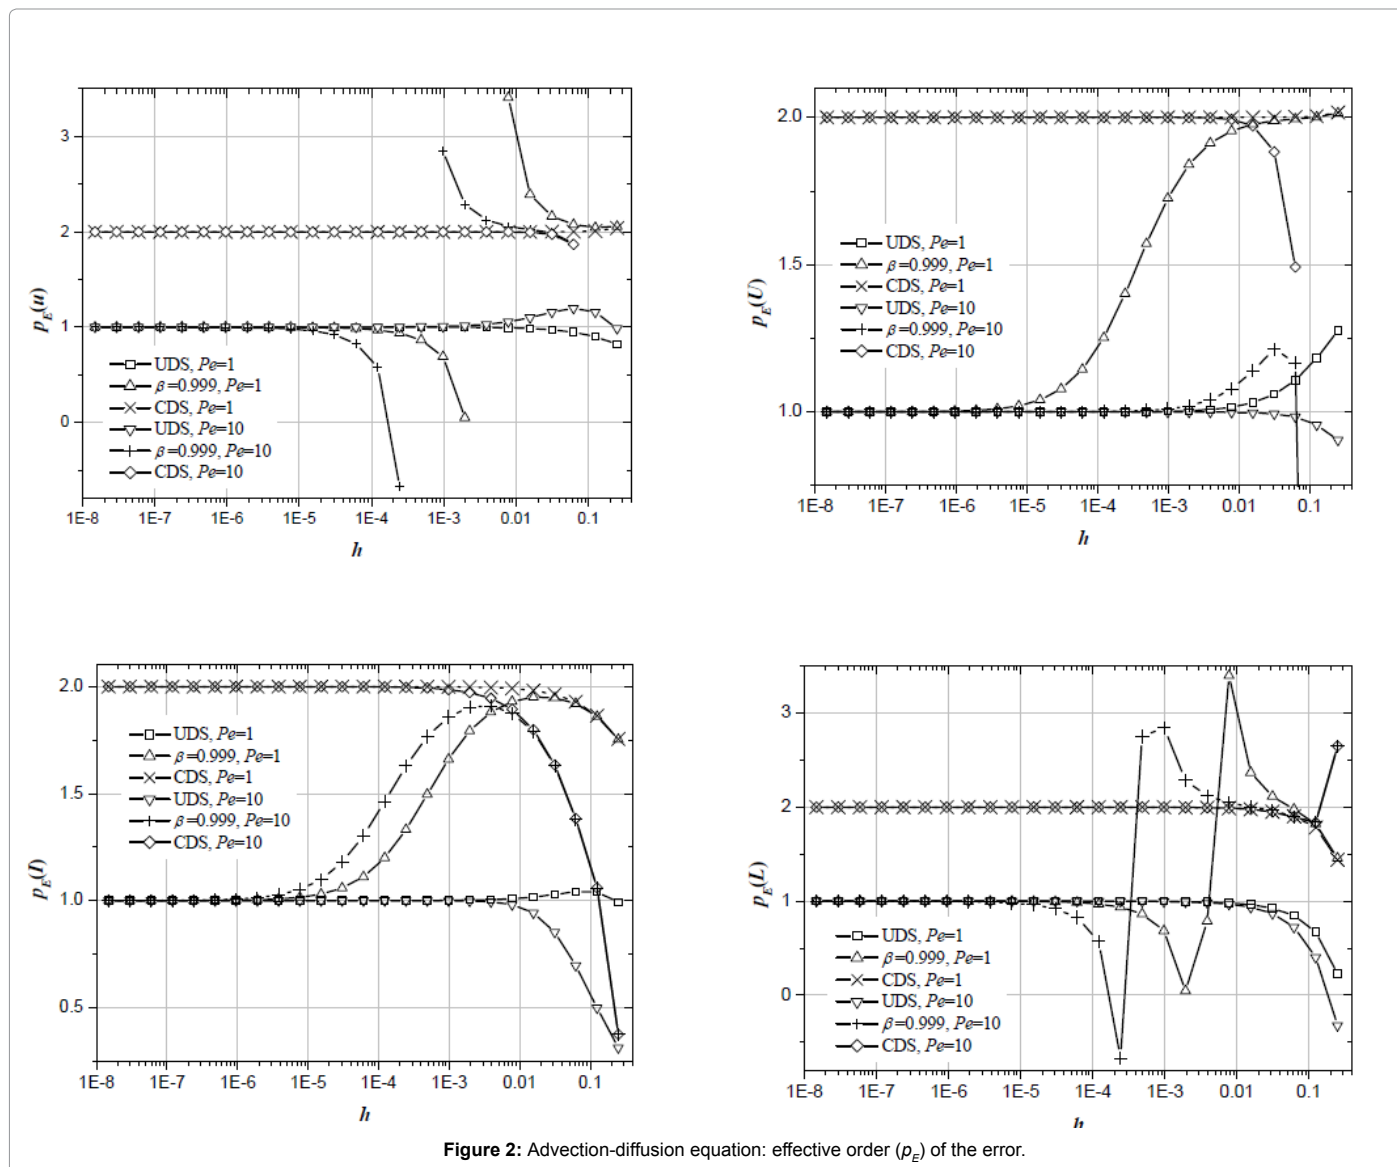 3
2
1
0
p_E(u)
UDS, Pe=1
β=0.999, Pe=1
CDS, Pe=1
UDS, Pe=10
β=0.999, Pe=10
CDS, Pe=10
1E-8 1E-7 1E-6 1E-5 1E-4 1E-3 0.01 0.1
h
2.0
1.5
1.0
p_E(U)
UDS, Pe=1
β=0.999, Pe=1
CDS, Pe=1
UDS, Pe=10
β=0.999, Pe=10
CDS, Pe=10
1E-8 1E-7 1E-6 1E-5 1E-4 1E-3 0.01 0.1
h
2.0
1.5
1.0
0.5
p_E(I)
UDS, Pe=1
β=0.999, Pe=1
CDS, Pe=1
UDS, Pe=10
β=0.999, Pe=10
CDS, Pe=10
1E-8 1E-7 1E-6 1E-5 1E-4 1E-3 0.01 0.1
h
3
2
1
0
p_E(L)
UDS, Pe=1
β=0.999, Pe=1
CDS, Pe=1
UDS, Pe=10
β=0.999, Pe=10
CDS, Pe=10
1E-8 1E-7 1E-6 1E-5 1E-4 1E-3 0.01 0.1
h
Figure 2: Advection-diffusion equation: effective order (p_E) of the error.